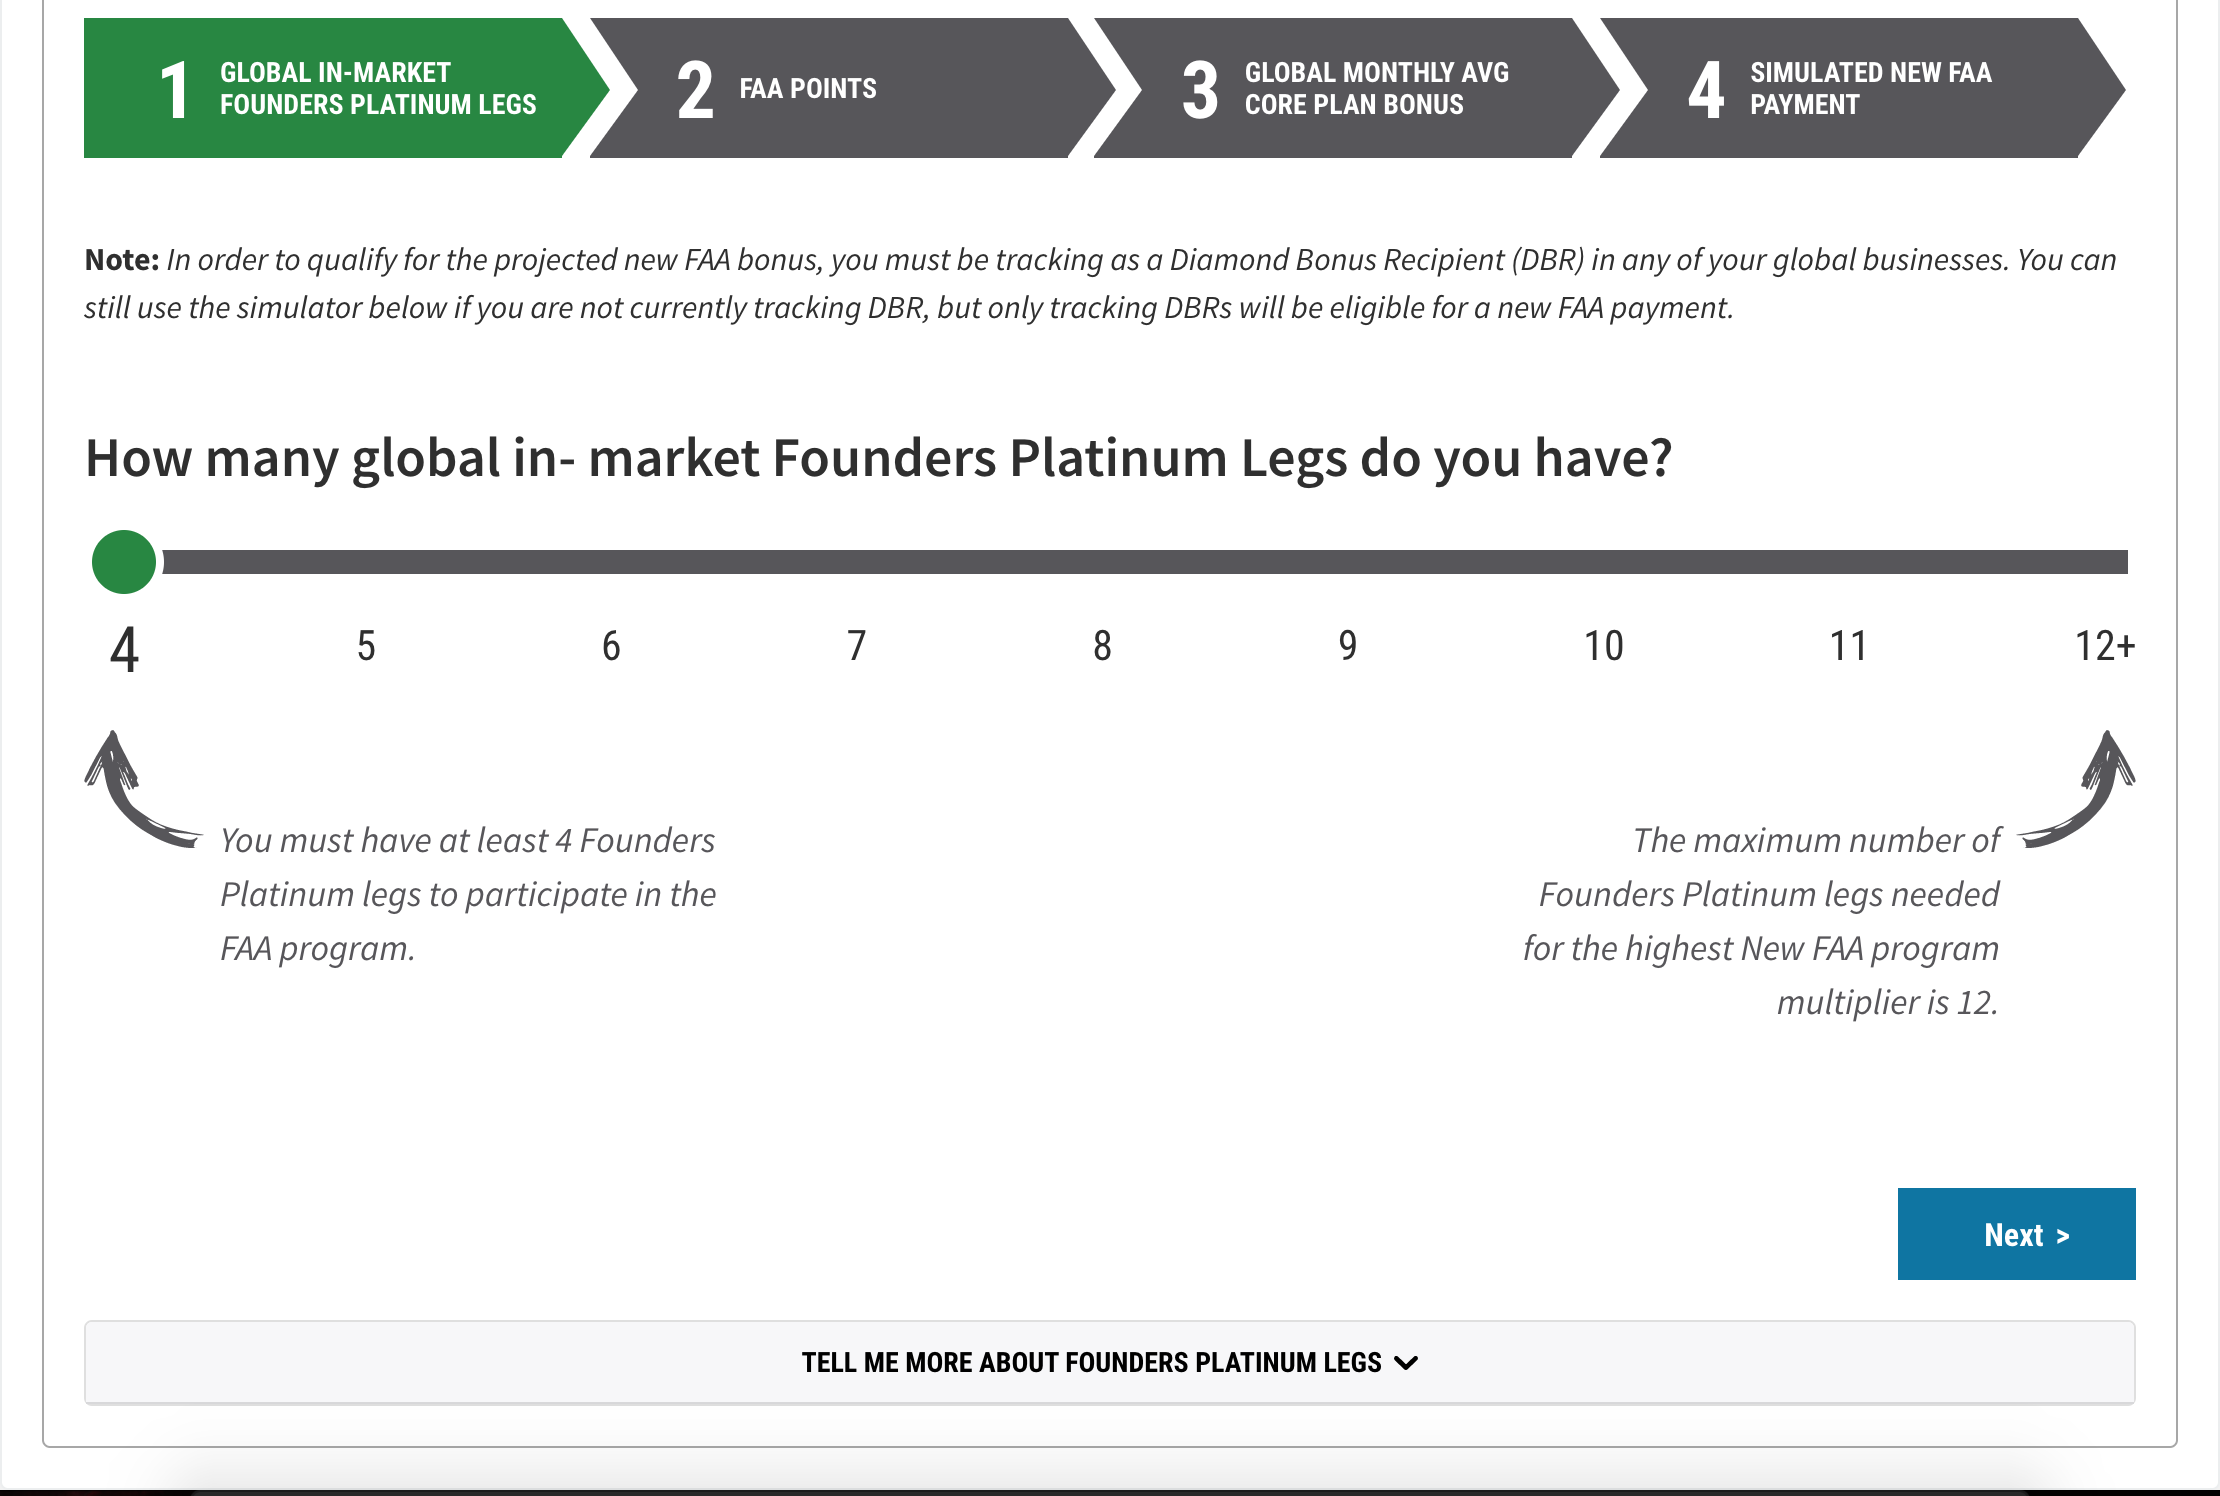 1 GLOBAL IN-MARKET
FOUNDERS PLATINUM LEGS
2 FAA POINTS
3 GLOBAL MONTHLY AVG
CORE PLAN BONUS
4 SIMULATED NEW FAA
PAYMENT
Note: In order to qualify for the projected new FAA bonus, you must be tracking as a Diamond Bonus Recipient (DBR) in any of your global businesses. You can
still use the simulator below if you are not currently tracking DBR, but only tracking DBRs will be eligible for a new FAA payment.
How many global in- market Founders Platinum Legs do you have?
4 5 6 7 8 9 10 11 12+
You must have at least 4 Founders
Platinum legs to participate in the
FAA program.
The maximum number of
Founders Platinum legs needed
for the highest New FAA program
multiplier is 12.
Next >
TELL ME MORE ABOUT FOUNDERS PLATINUM LEGS